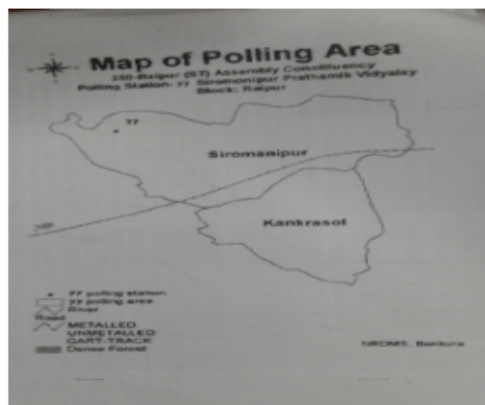 Map of Polling Area
250-Raipur (ST) Assembly Constituency
Polling Station- 77 Siromonipur Prathamik Vidyalay
Block: Raipur
77
Siromanipur
Kankrasol
77 polling station
77 polling area
River
Road
METALLED
UNMETALLED
CART-TRACK
Dense Forest
NRDMS, Bankura